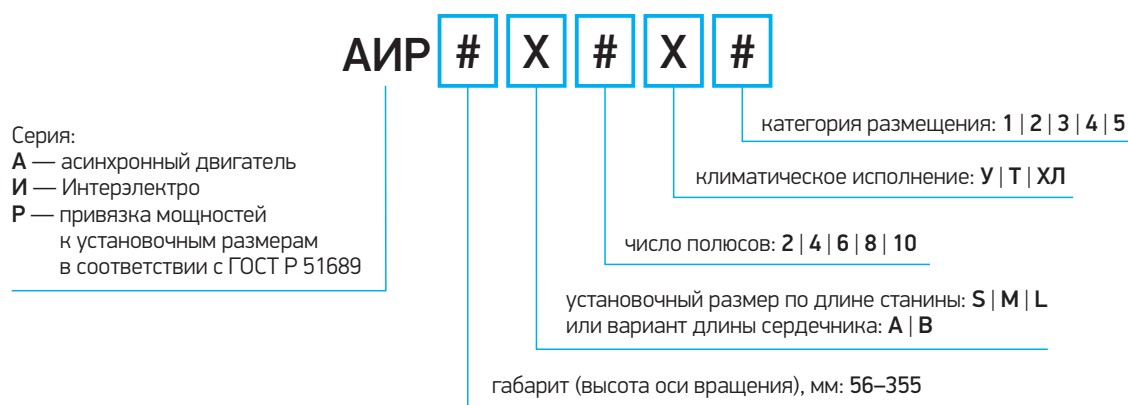 АИР # X # X #
Серия:
А — асинхронный двигатель
И — Интерэлектро
Р — привязка мощностей
к установочным размерам
в соответствии с ГОСТ Р 51689
категория размещения: 1 | 2 | 3 | 4 | 5
климатическое исполнение: У | Т | ХЛ
число полюсов: 2 | 4 | 6 | 8 | 10
установочный размер по длине станины: S | M | L
или вариант длины сердечника: А | В
габарит (высота оси вращения), мм: 56–355